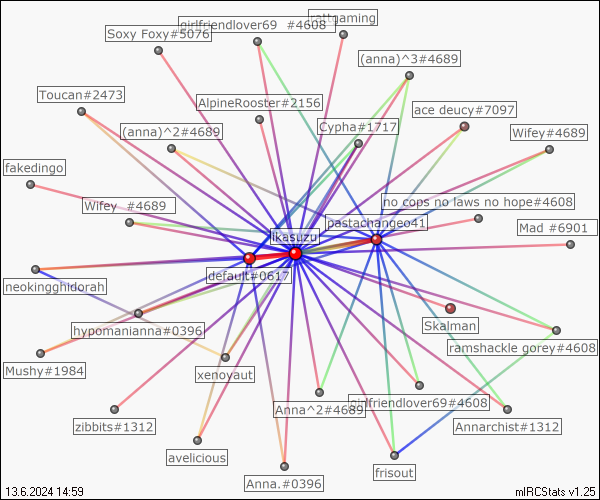 girlfriendlover69 #4608
rattgaming
Soxy Foxy#5076
(anna)^3#4689
Toucan#2473
AlpineRooster#2156
ace deucy#7097
Cypha#1717
(anna)^2#4689
Wifey#4689
fakedingo
no cops no laws no hope#4608
Wifey #4689
pastachangeo41
Mad #6901
ikasuzu
default#0617
neokingghidorah
hypomanianna#0396
Skalman
ramshackle gorey#4608
Mushy#1984
xenovaut
Anna^2#4689
girlfriendlover69#4608
zibbits#1312
Annarchist#1312
avelicious
frisout
Anna.#0396
13.6.2024 14:59
mIRCStats v1.25